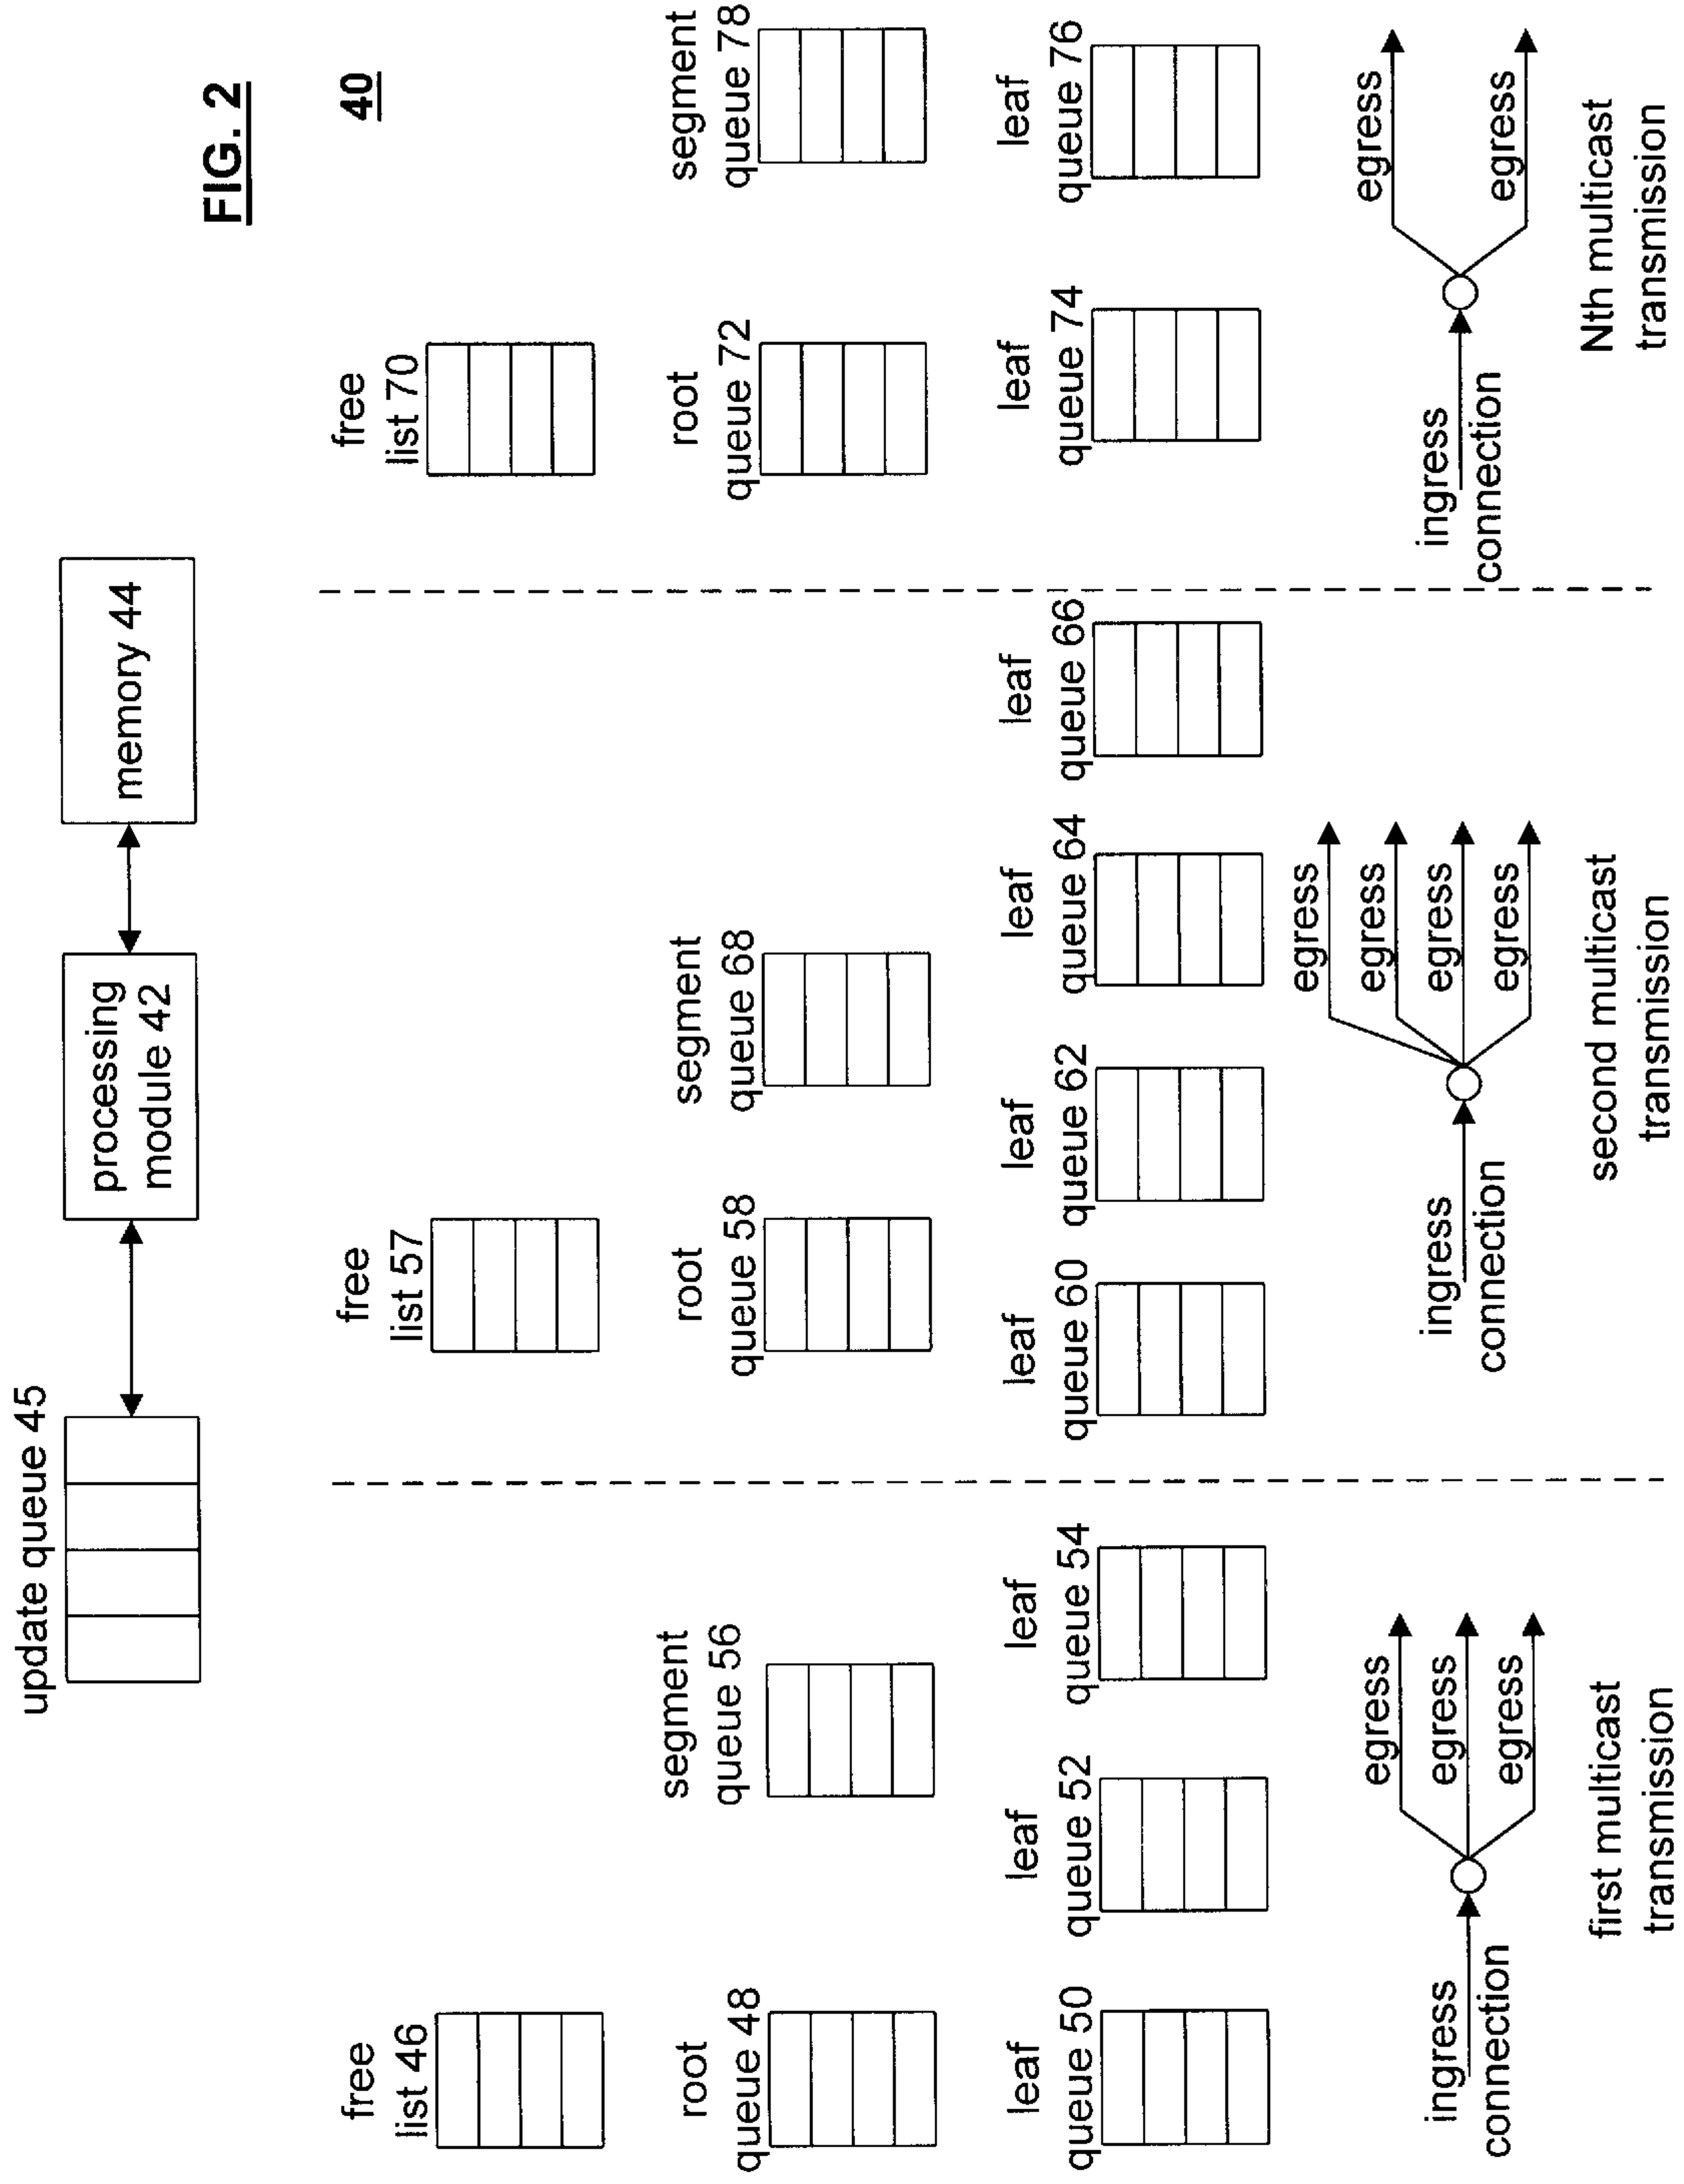 FIG. 2
40
update queue 45
processing
module 42
memory 44
free
list 46
root
queue 48
segment
queue 56
leaf
queue 50
leaf
queue 52
leaf
queue 54
ingress
connection
egress
egress
egress
first multicast
transmission
free
list 57
root
queue 58
segment
queue 68
leaf
queue 60
leaf
queue 62
leaf
queue 64
leaf
queue 66
ingress
connection
egress
egress
egress
egress
second multicast
transmission
free
list 70
root
queue 72
segment
queue 78
leaf
queue 74
leaf
queue 76
ingress
connection
egress
egress
Nth multicast
transmission